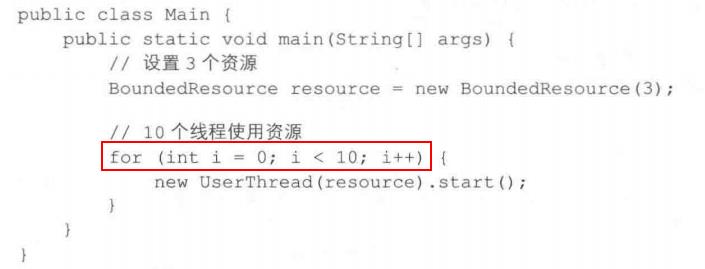 public class Main {
    public static void main(String[] args) {
        // 设置 3 个资源
        BoundedResource resource = new BoundedResource(3);
        // 10 个线程使用资源
        for (int i = 0; i < 10; i++) {
            new UserThread(resource).start();
        }
    }
}